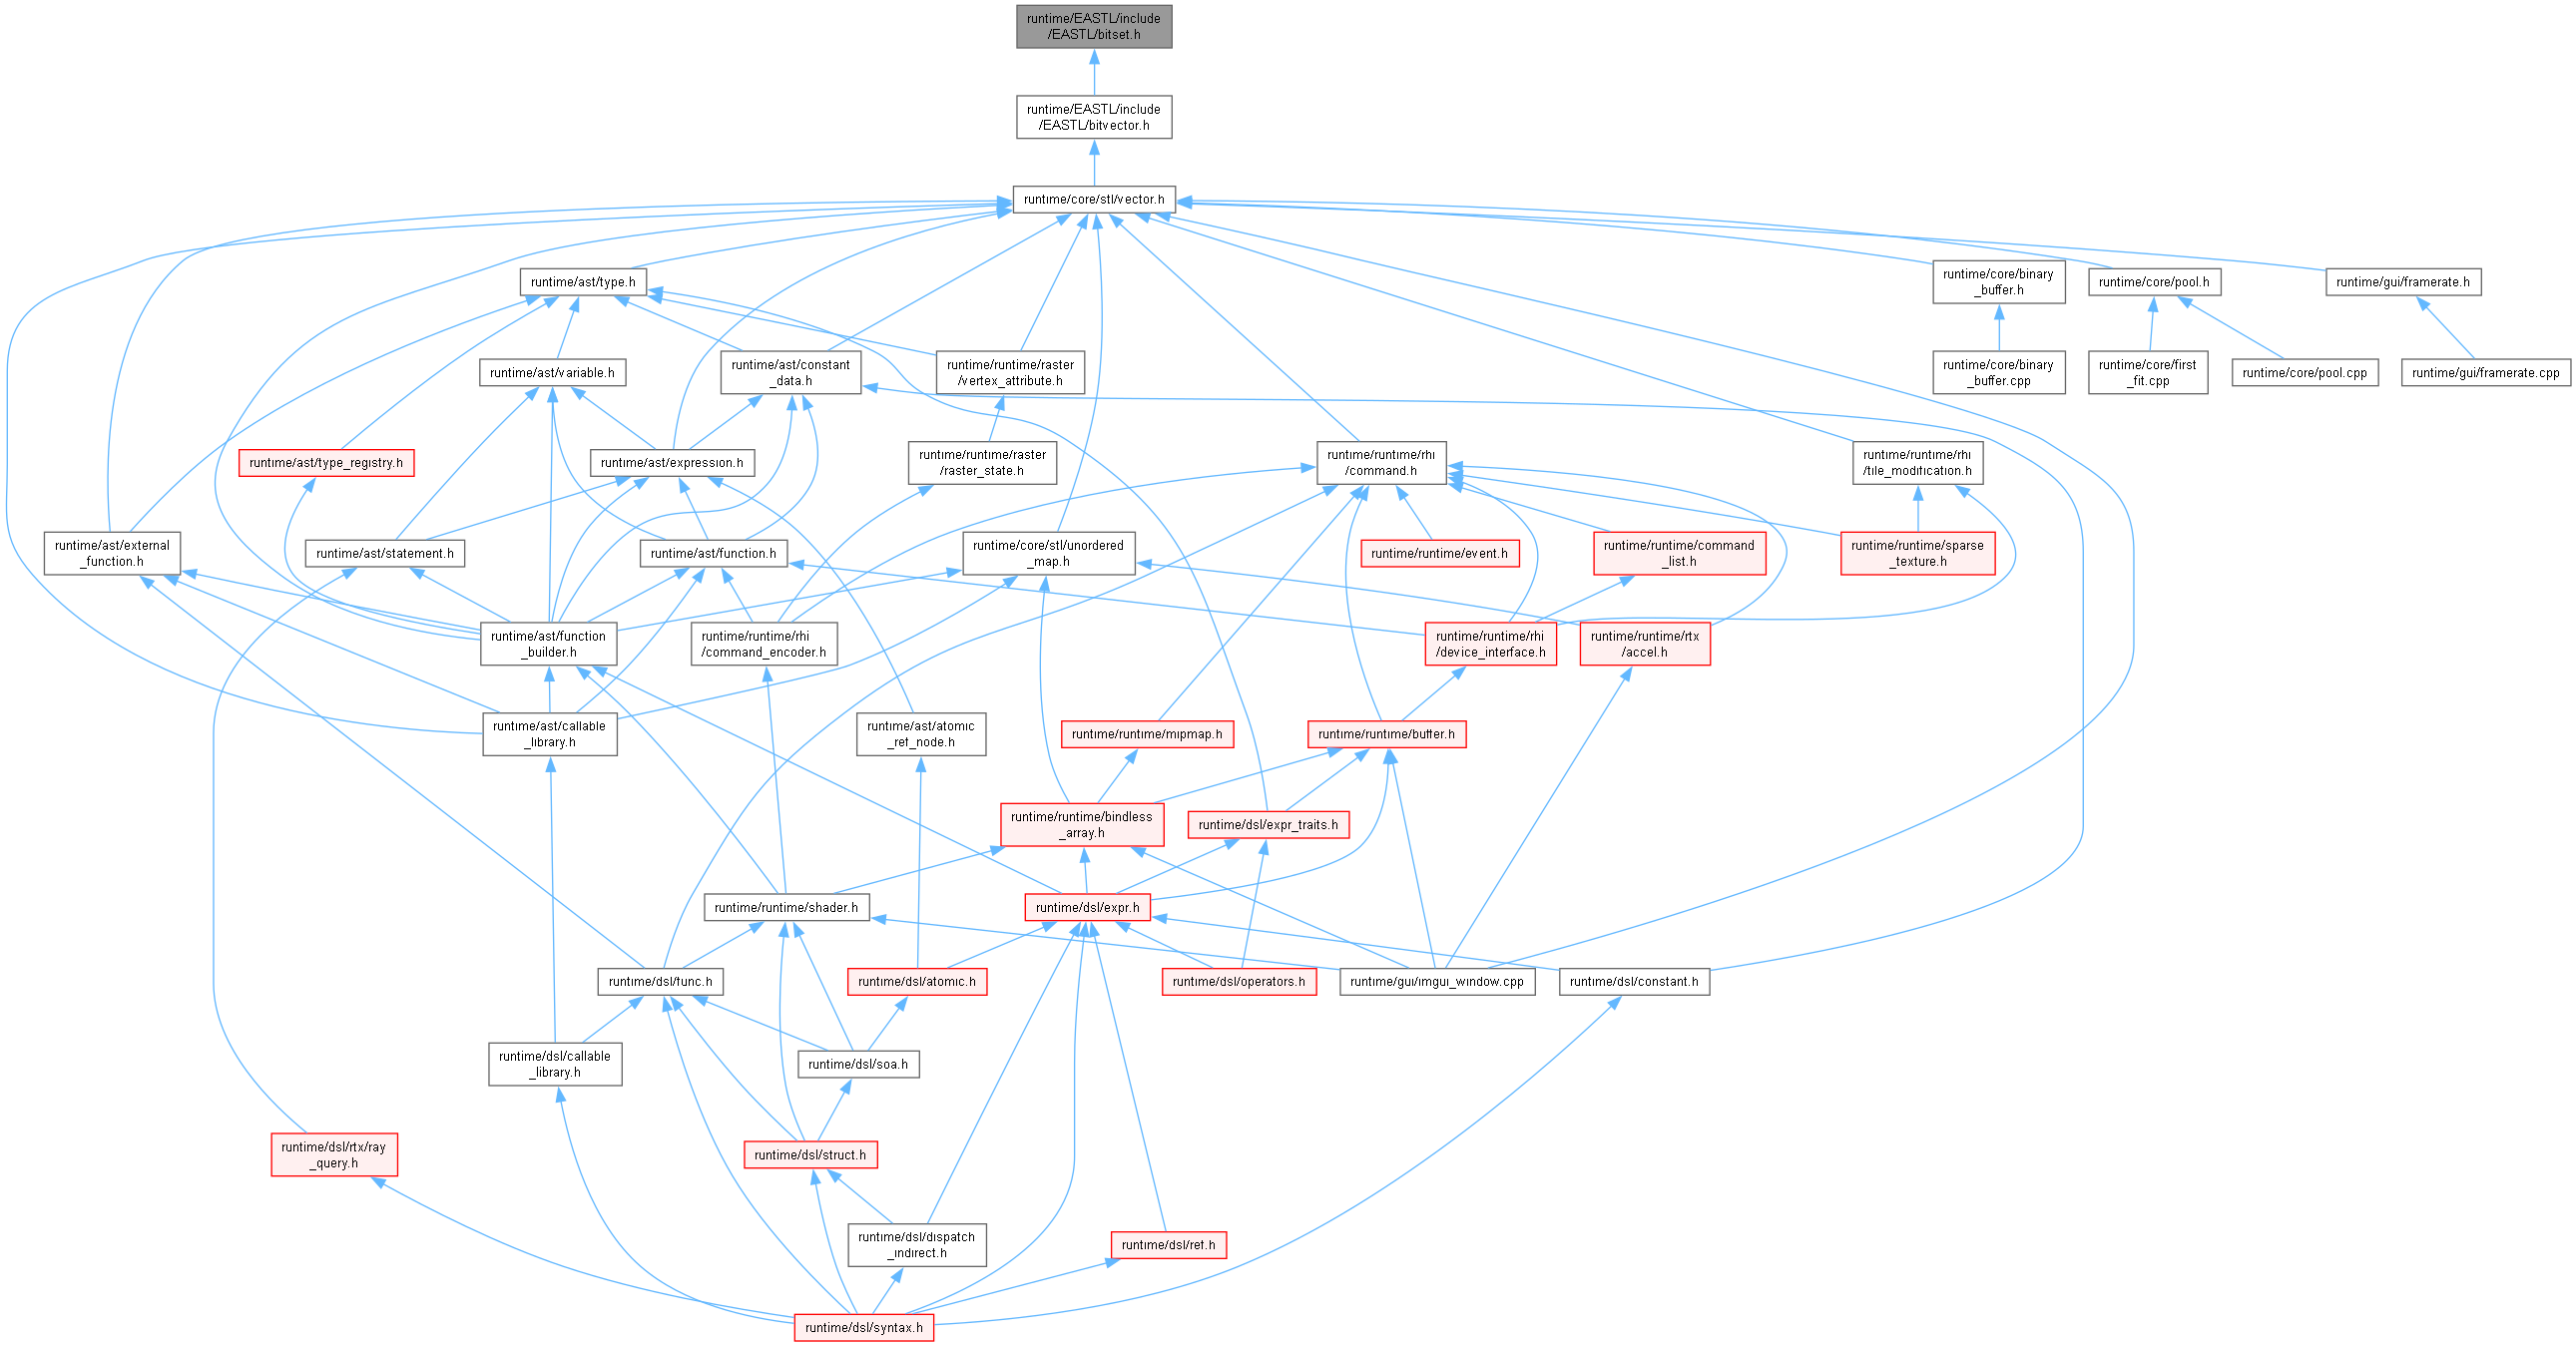 runtime/EASTL/include
/EASTL/bitset.h
runtime/EASTL/include
/EASTL/bitvector.h
runtime/core/stl/vector.h
runtime/ast/type.h
runtime/core/binary
_buffer.h
runtime/core/pool.h
runtime/gui/framerate.h
runtime/ast/variable.h
runtime/ast/constant
_data.h
runtime/runtime/raster
/vertex_attribute.h
runtime/core/binary
_buffer.cpp
runtime/core/first
_fit.cpp
runtime/core/pool.cpp
runtime/gui/framerate.cpp
runtime/ast/type_registry.h
runtime/ast/expression.h
runtime/runtime/raster
/raster_state.h
runtime/runtime/rhi
/command.h
runtime/runtime/rhi
/tile_modification.h
runtime/ast/external
_function.h
runtime/ast/statement.h
runtime/ast/function.h
runtime/core/stl/unordered
_map.h
runtime/runtime/event.h
runtime/runtime/command
_list.h
runtime/runtime/sparse
_texture.h
runtime/ast/function
_builder.h
runtime/runtime/rhi
/command_encoder.h
runtime/runtime/rhi
/device_interface.h
runtime/runtime/rtx
/accel.h
runtime/ast/callable
_library.h
runtime/ast/atomic
_ref_node.h
runtime/runtime/mipmap.h
runtime/runtime/buffer.h
runtime/runtime/bindless
_array.h
runtime/dsl/expr_traits.h
runtime/runtime/shader.h
runtime/dsl/expr.h
runtime/dsl/func.h
runtime/dsl/atomic.h
runtime/dsl/operators.h
runtime/gui/imgui_window.cpp
runtime/dsl/constant.h
runtime/dsl/callable
_library.h
runtime/dsl/soa.h
runtime/dsl/rtx/ray
_query.h
runtime/dsl/struct.h
runtime/dsl/dispatch
_indirect.h
runtime/dsl/ref.h
runtime/dsl/syntax.h